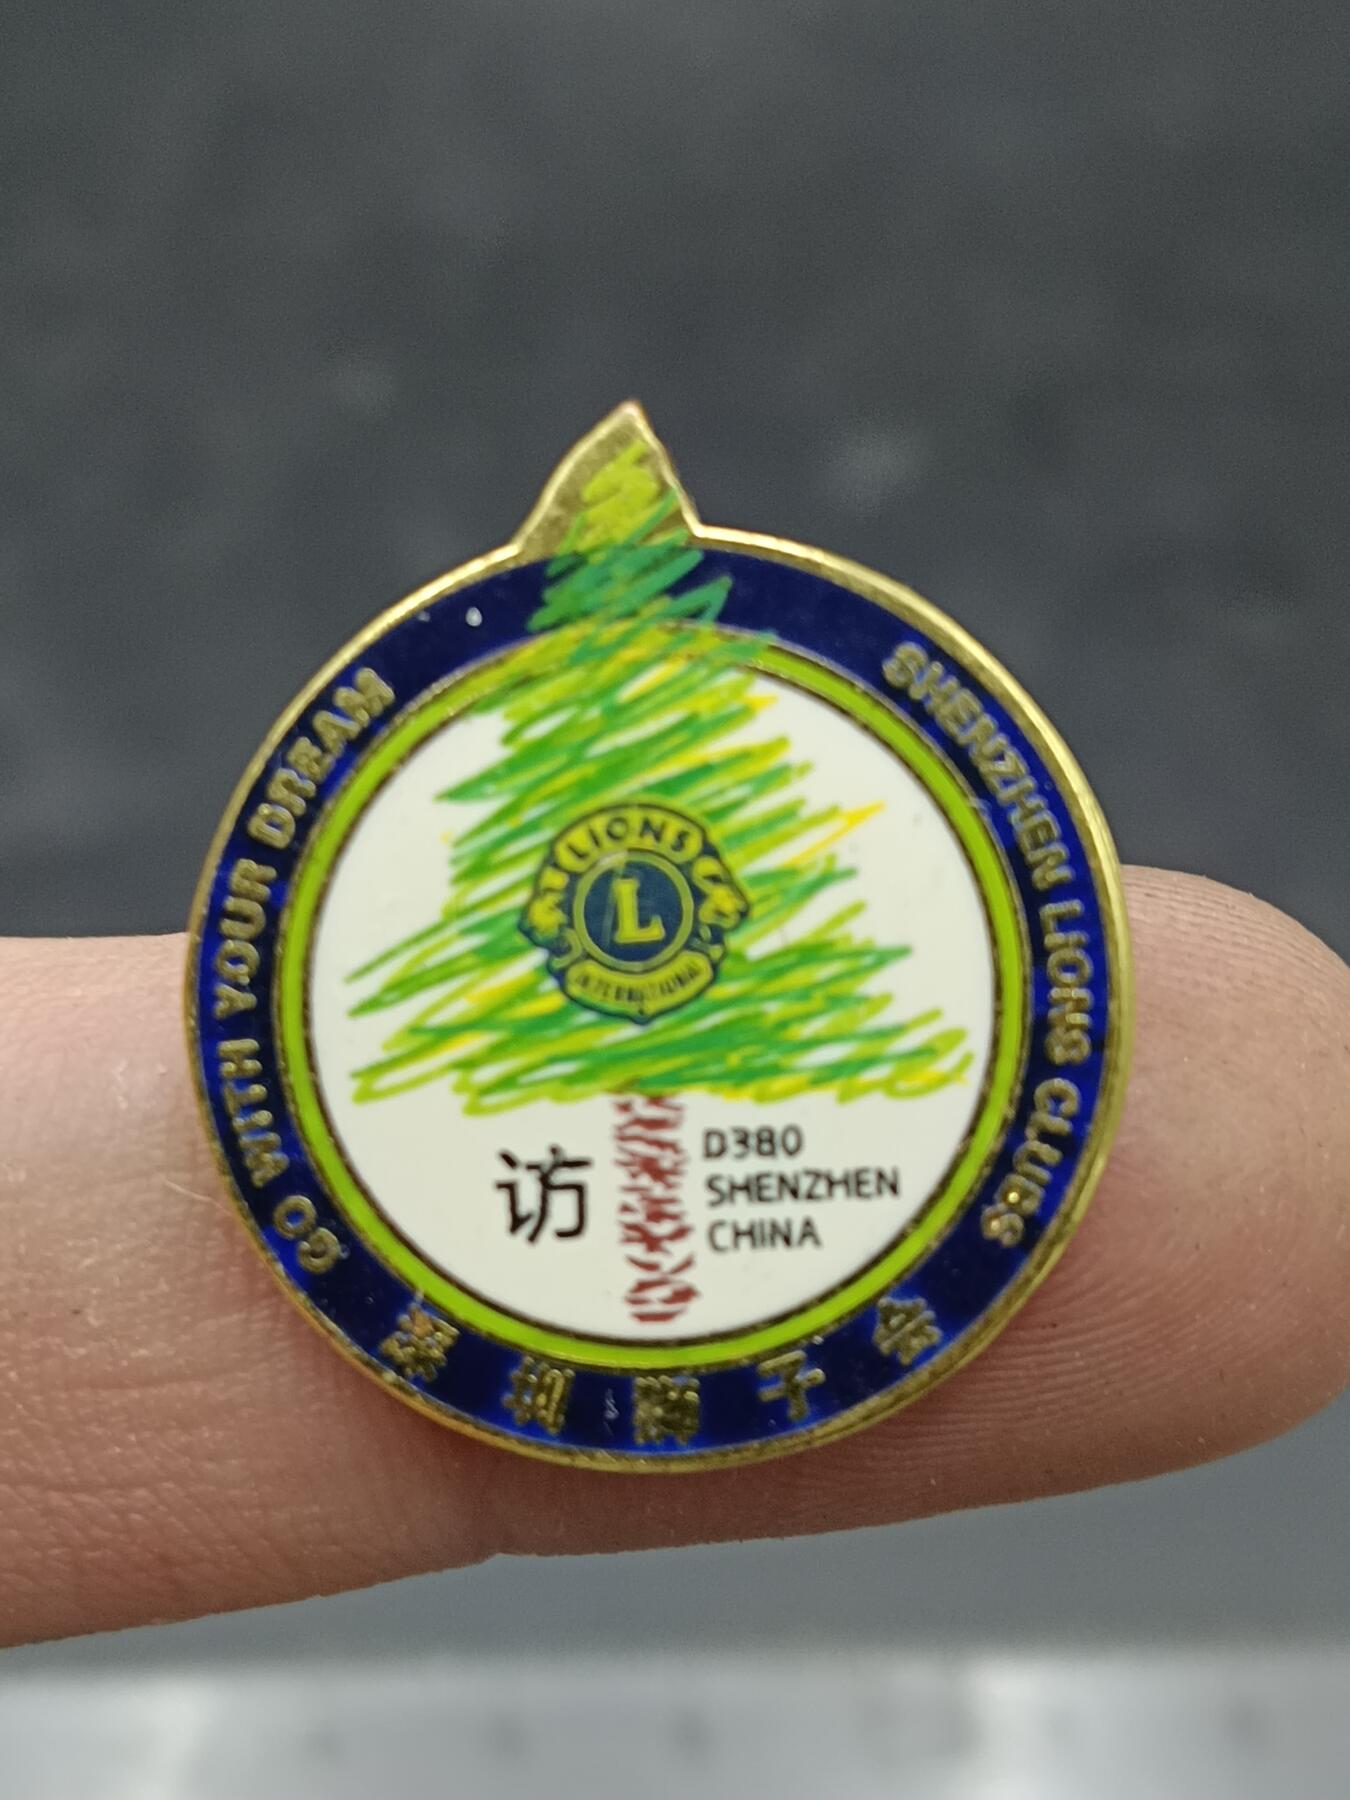 GO WITH YOUR DREAM
SHENZHEN LIONS CLUBS
LIONS
L
INTERNATIONAL
访
D380
SHENZHEN
CHINA
深圳狮子会